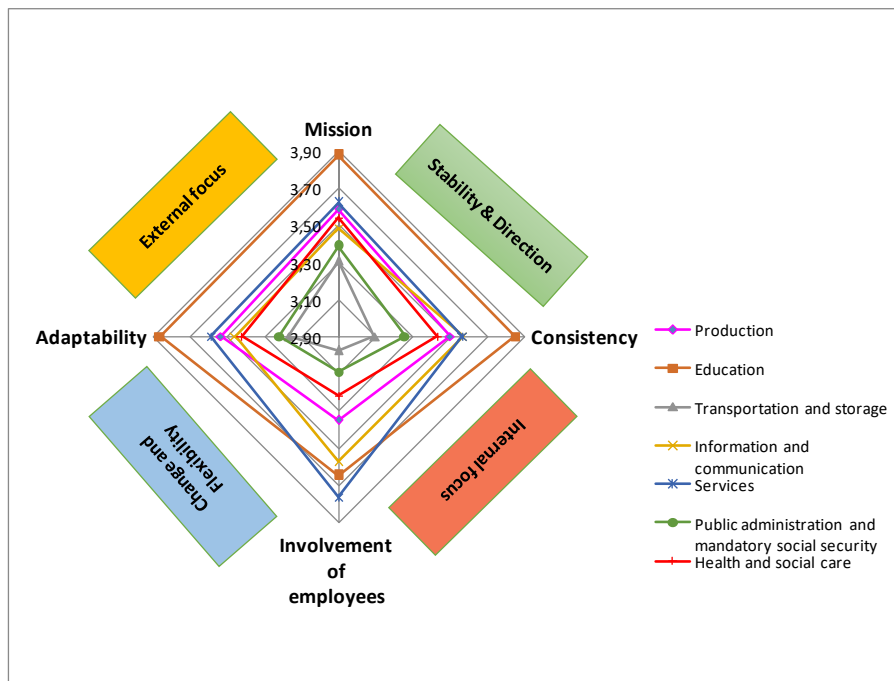 Mission
3,90
3,70
3,50
3,30
3,10
2,90
External focus
Stability & Direction
Adaptability
Consistency
Change and
Flexibility
Internal focus
Involvement
of
employees
Production
Education
Transportation and storage
Information and
communication
Services
Public administration and
mandatory social security
Health and social care